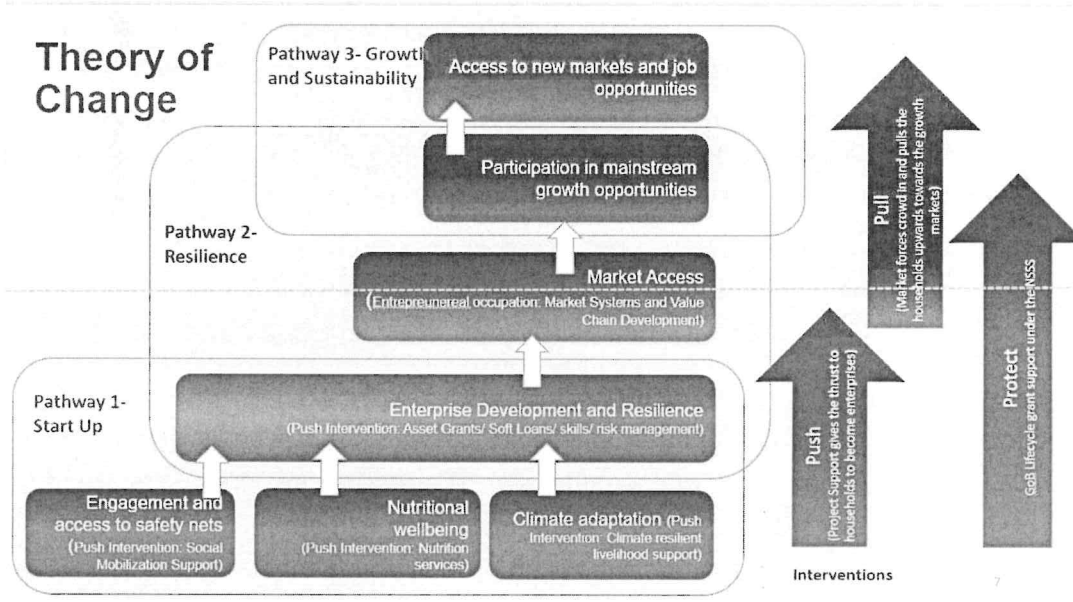 Theory of
Change
Pathway 3- Growth
and Sustainability
Access to new markets and job
opportunities
Participation in mainstream
growth opportunities
Pathway 2-
Resilience
Market Access
(Entrepreunereal occupation: Market Systems and Value
Chain Development)
Pathway 1-
Start Up
Enterprise Development and Resilience
(Push Intervention: Asset Grants/ Soft Loans/ skills/ risk management)
Engagement and
access to safety nets
(Push Intervention: Social
Mobilization Support)
Nutritional
wellbeing
(Push Intervention: Nutrition
services)
Climate adaptation (Push
Intervention: Climate resilient
livelihood support)
Push
(Project Support gives the thrust to
households to become enterprises)
Pull
(Market forces crowd in and pulls the
households upwards towards the growth
markets)
Protect
GoB Lifecycle grant support under the NSSS
Interventions
7